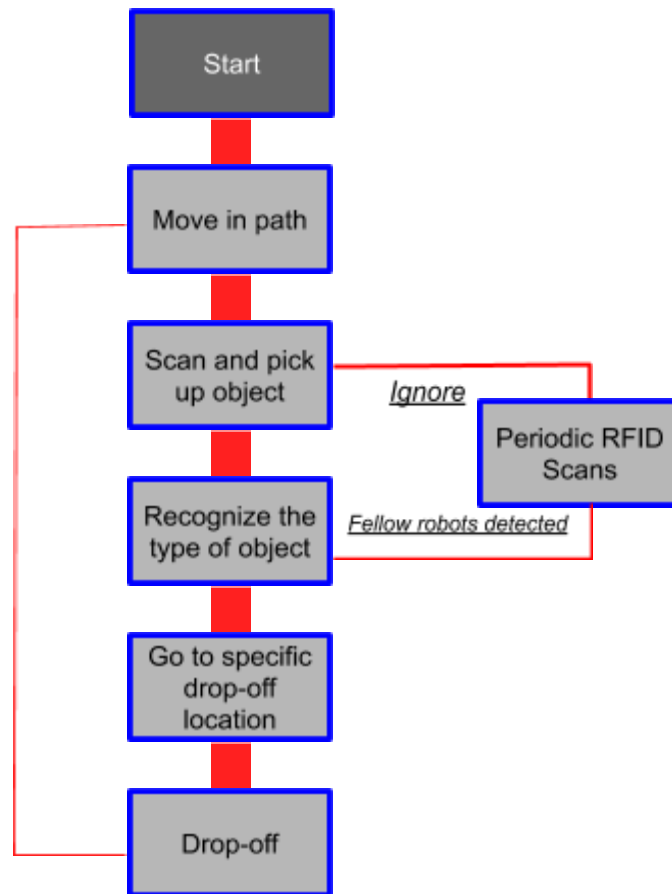 Start
Move in path
Scan and pick
up object
Ignore
Periodic RFID
Scans
Recognize the
type of object
Fellow robots detected
Go to specific
drop-off
location
Drop-off